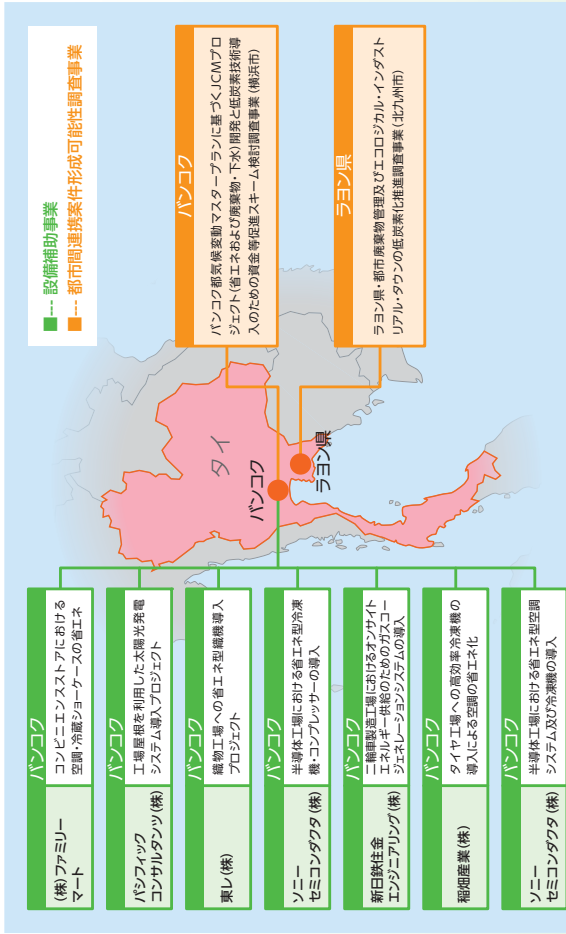 ■--- 設備補助事業
■--- 都市間連携案件形成可能性調査事業
(株)ファミリー
マート
バンコク
コンビニエンスストアにおける
空調・冷蔵ショーケースの省エネ
パシフィック
コンサルタンツ(株)
バンコク
工場屋根を利用した太陽光発電
システム導入プロジェクト
東レ(株)
バンコク
織物工場への省エネ型織機導入
プロジェクト
ソニー
セミコンダクタ(株)
バンコク
半導体工場における省エネ型冷凍
機・コンプレッサーの導入
新日鉄住金
エンジニアリング(株)
バンコク
二輪車製造工場におけるオンサイト
エネルギー供給のためのガスコー
ジェネレーションシステムの導入
稲畑産業(株)
バンコク
タイヤ工場への高効率冷凍機の
導入による空調の省エネ化
ソニー
セミコンダクタ(株)
バンコク
半導体工場における省エネ型空調
システム及び冷凍機の導入
タイ
バンコク
ラヨン県
バンコク
バンコク都気候変動マスタープランに基づくJCMプロ
ジェクト(省エネおよび廃棄物・下水)開発と低炭素技術導
入のための資金等促進スキーム検討調査事業(横浜市)
ラヨン県
ラヨン県・都市廃棄物管理及びエコロジカル・インダスト
リアル・タウンの低炭素化推進調査事業(北九州市)